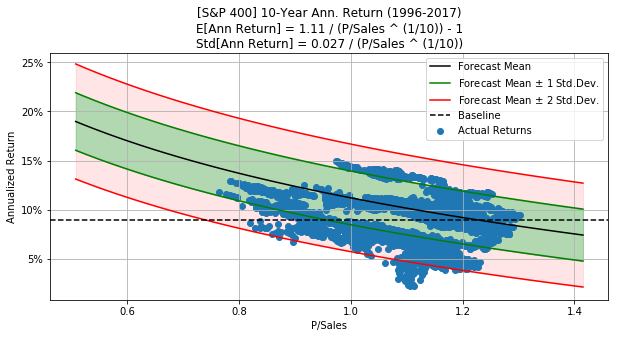 [S&P 400] 10-Year Ann. Return (1996-2017)
E[Ann Return] = 1.11 / (P/Sales ^ (1/10)) - 1
Std[Ann Return] = 0.027 / (P/Sales ^ (1/10))
25%
20%
15%
10%
5%
Annualized Return
Forecast Mean
Forecast Mean ± 1 Std.Dev.
Forecast Mean ± 2 Std.Dev.
Baseline
Actual Returns
0.6 0.8 1.0 1.2 1.4
P/Sales